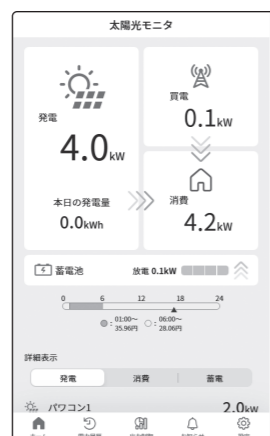 太陽光モニタ
発電
4.0kW
本日の発電量
0.0kWh
買電
0.1kW
消費
4.2kW
蓄電池
放電 0.1kW
0 6 12 18 24
01:00～ 35.96円
06:00～ 28.06円
詳細表示
発電 消費 蓄電
パワコン1 2.0kW